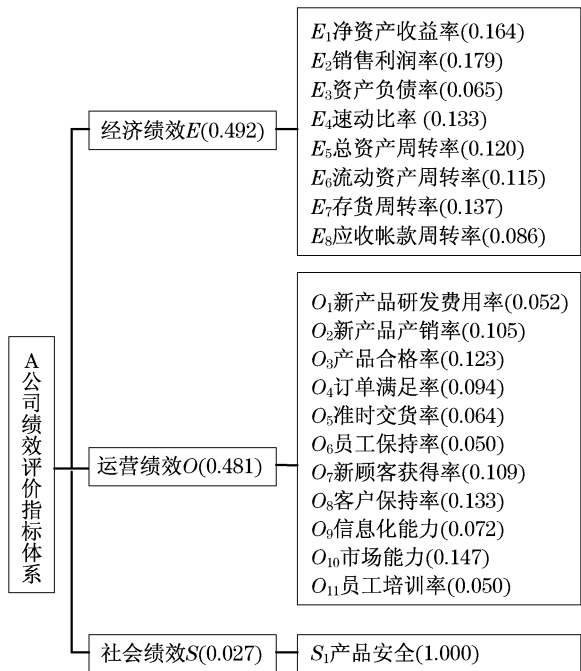 A公司绩效评价指标体系
经济绩效E(0.492)
E₁净资产收益率(0.164)
E₂销售利润率(0.179)
E₃资产负债率(0.065)
E₄速动比率 (0.133)
E₅总资产周转率(0.120)
E₆流动资产周转率(0.115)
E₇存货周转率(0.137)
E₈应收帐款周转率(0.086)
运营绩效O(0.481)
O₁新产品研发费用率(0.052)
O₂新产品产销率(0.105)
O₃产品合格率(0.123)
O₄订单满足率(0.094)
O₅准时交货率(0.064)
O₆员工保持率(0.050)
O₇新顾客获得率(0.109)
O₈客户保持率(0.133)
O₉信息化能力(0.072)
O₁₀市场能力(0.147)
O₁₁员工培训率(0.050)
社会绩效S(0.027)
S₁产品安全(1.000)